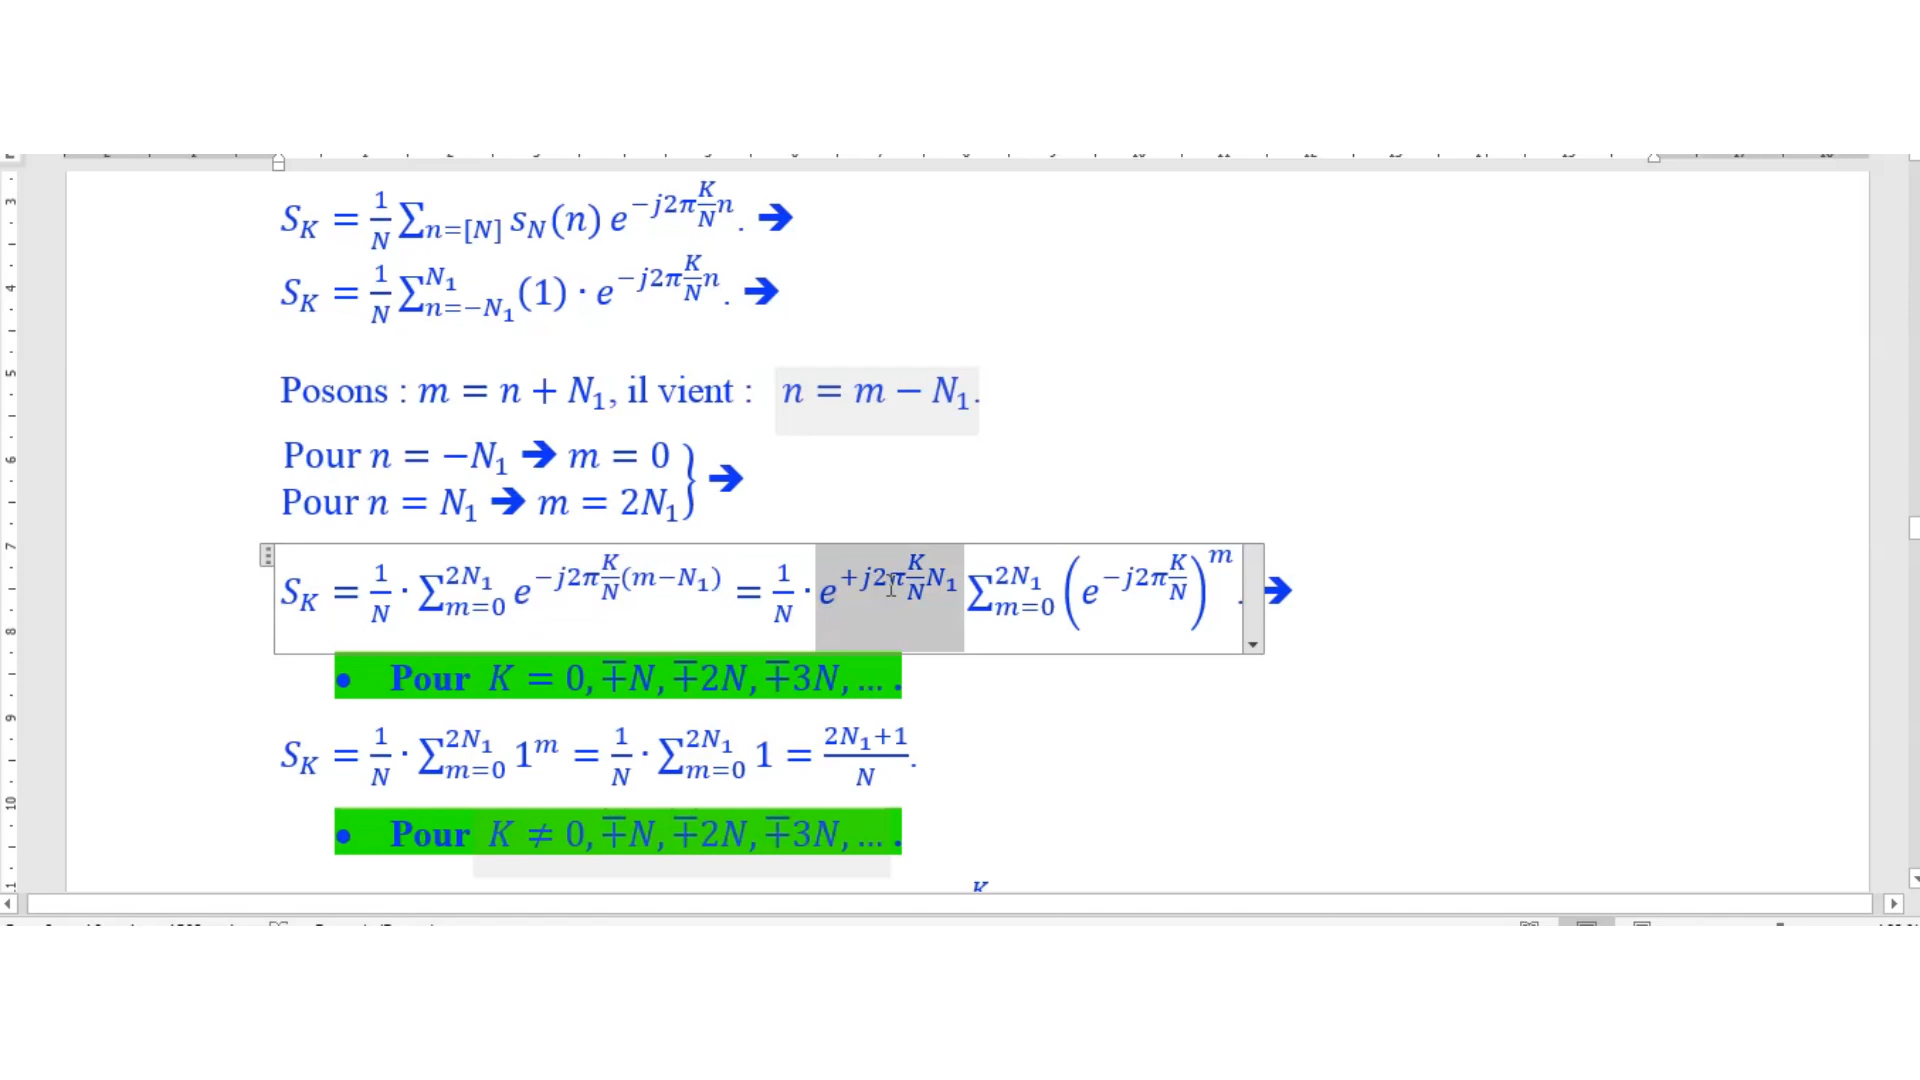 S_K = 1/N ∑_{n=[N]} s_N(n) e^{−j2π(K/N)n}. ➔
S_K = 1/N ∑_{n=−N_1}^{N_1} (1) · e^{−j2π(K/N)n}. ➔
Posons : m = n + N_1, il vient : n = m − N_1.
Pour n = −N_1 ➔ m = 0
Pour n = N_1 ➔ m = 2N_1 } ➔
S_K = 1/N · ∑_{m=0}^{2N_1} e^{−j2π(K/N)(m−N_1)} = 1/N · e^{+j2π(K/N)N_1} ∑_{m=0}^{2N_1} (e^{−j2π(K/N)})^m . ➔
• Pour K = 0, ∓N, ∓2N, ∓3N, … .
S_K = 1/N · ∑_{m=0}^{2N_1} 1^m = 1/N · ∑_{m=0}^{2N_1} 1 = (2N_1+1)/N.
• Pour K ≠ 0, ∓N, ∓2N, ∓3N, … .
K